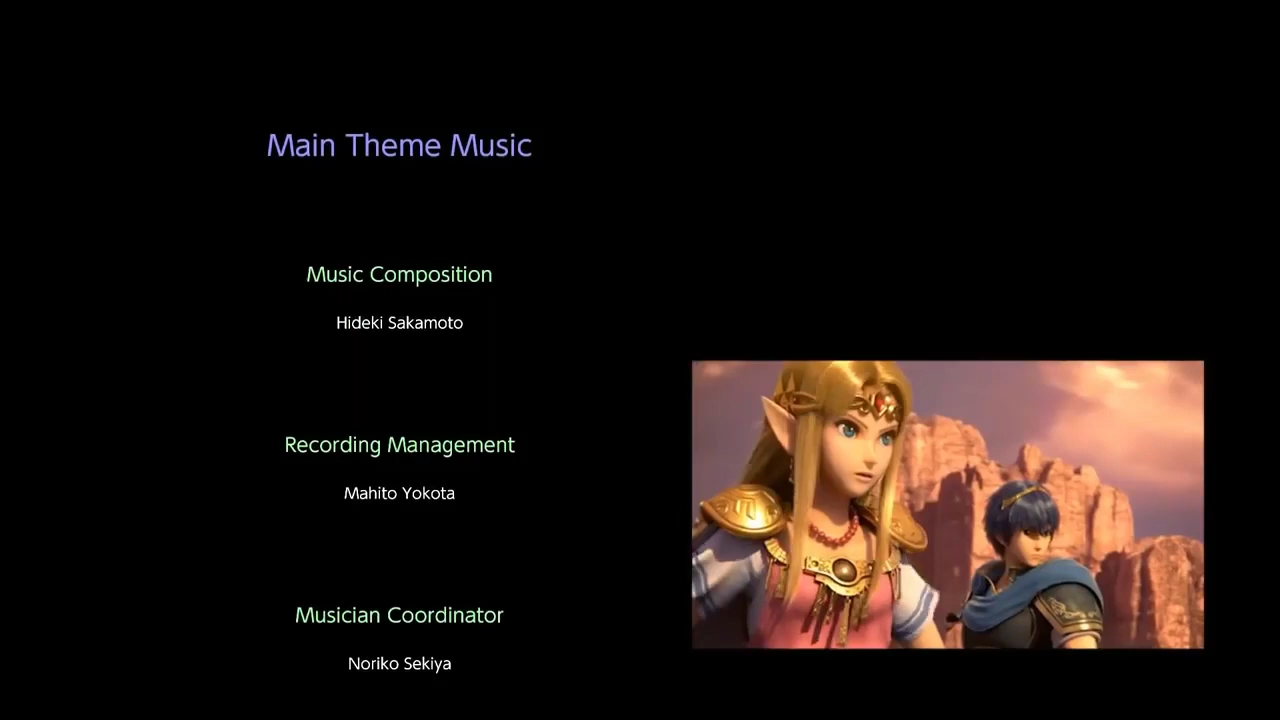 Main Theme Music
Music Composition
Hideki Sakamoto
Recording Management
Mahito Yokota
Musician Coordinator
Noriko Sekiya